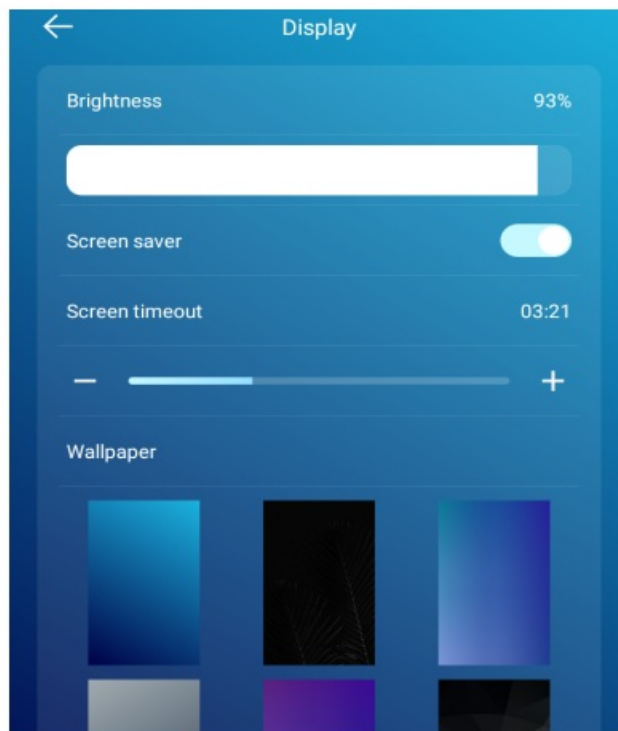 Display
Brightness 93%
Screen saver
Screen timeout 03:21
Wallpaper